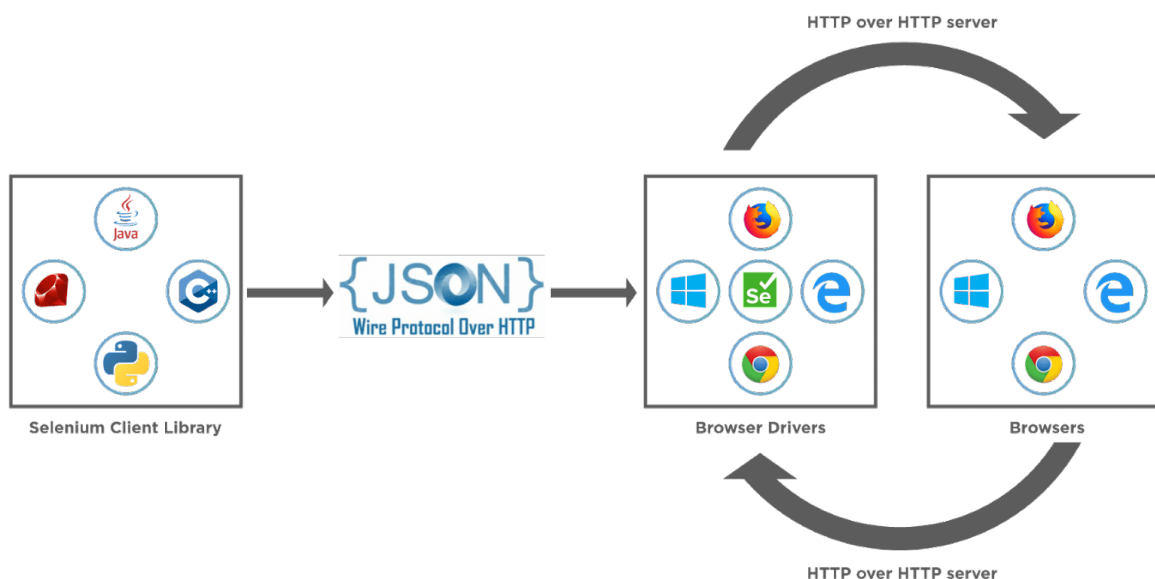 HTTP over HTTP server
Java
C++
{JSON}
Wire Protocol Over HTTP
Se
Selenium Client Library
Browser Drivers
Browsers
HTTP over HTTP server